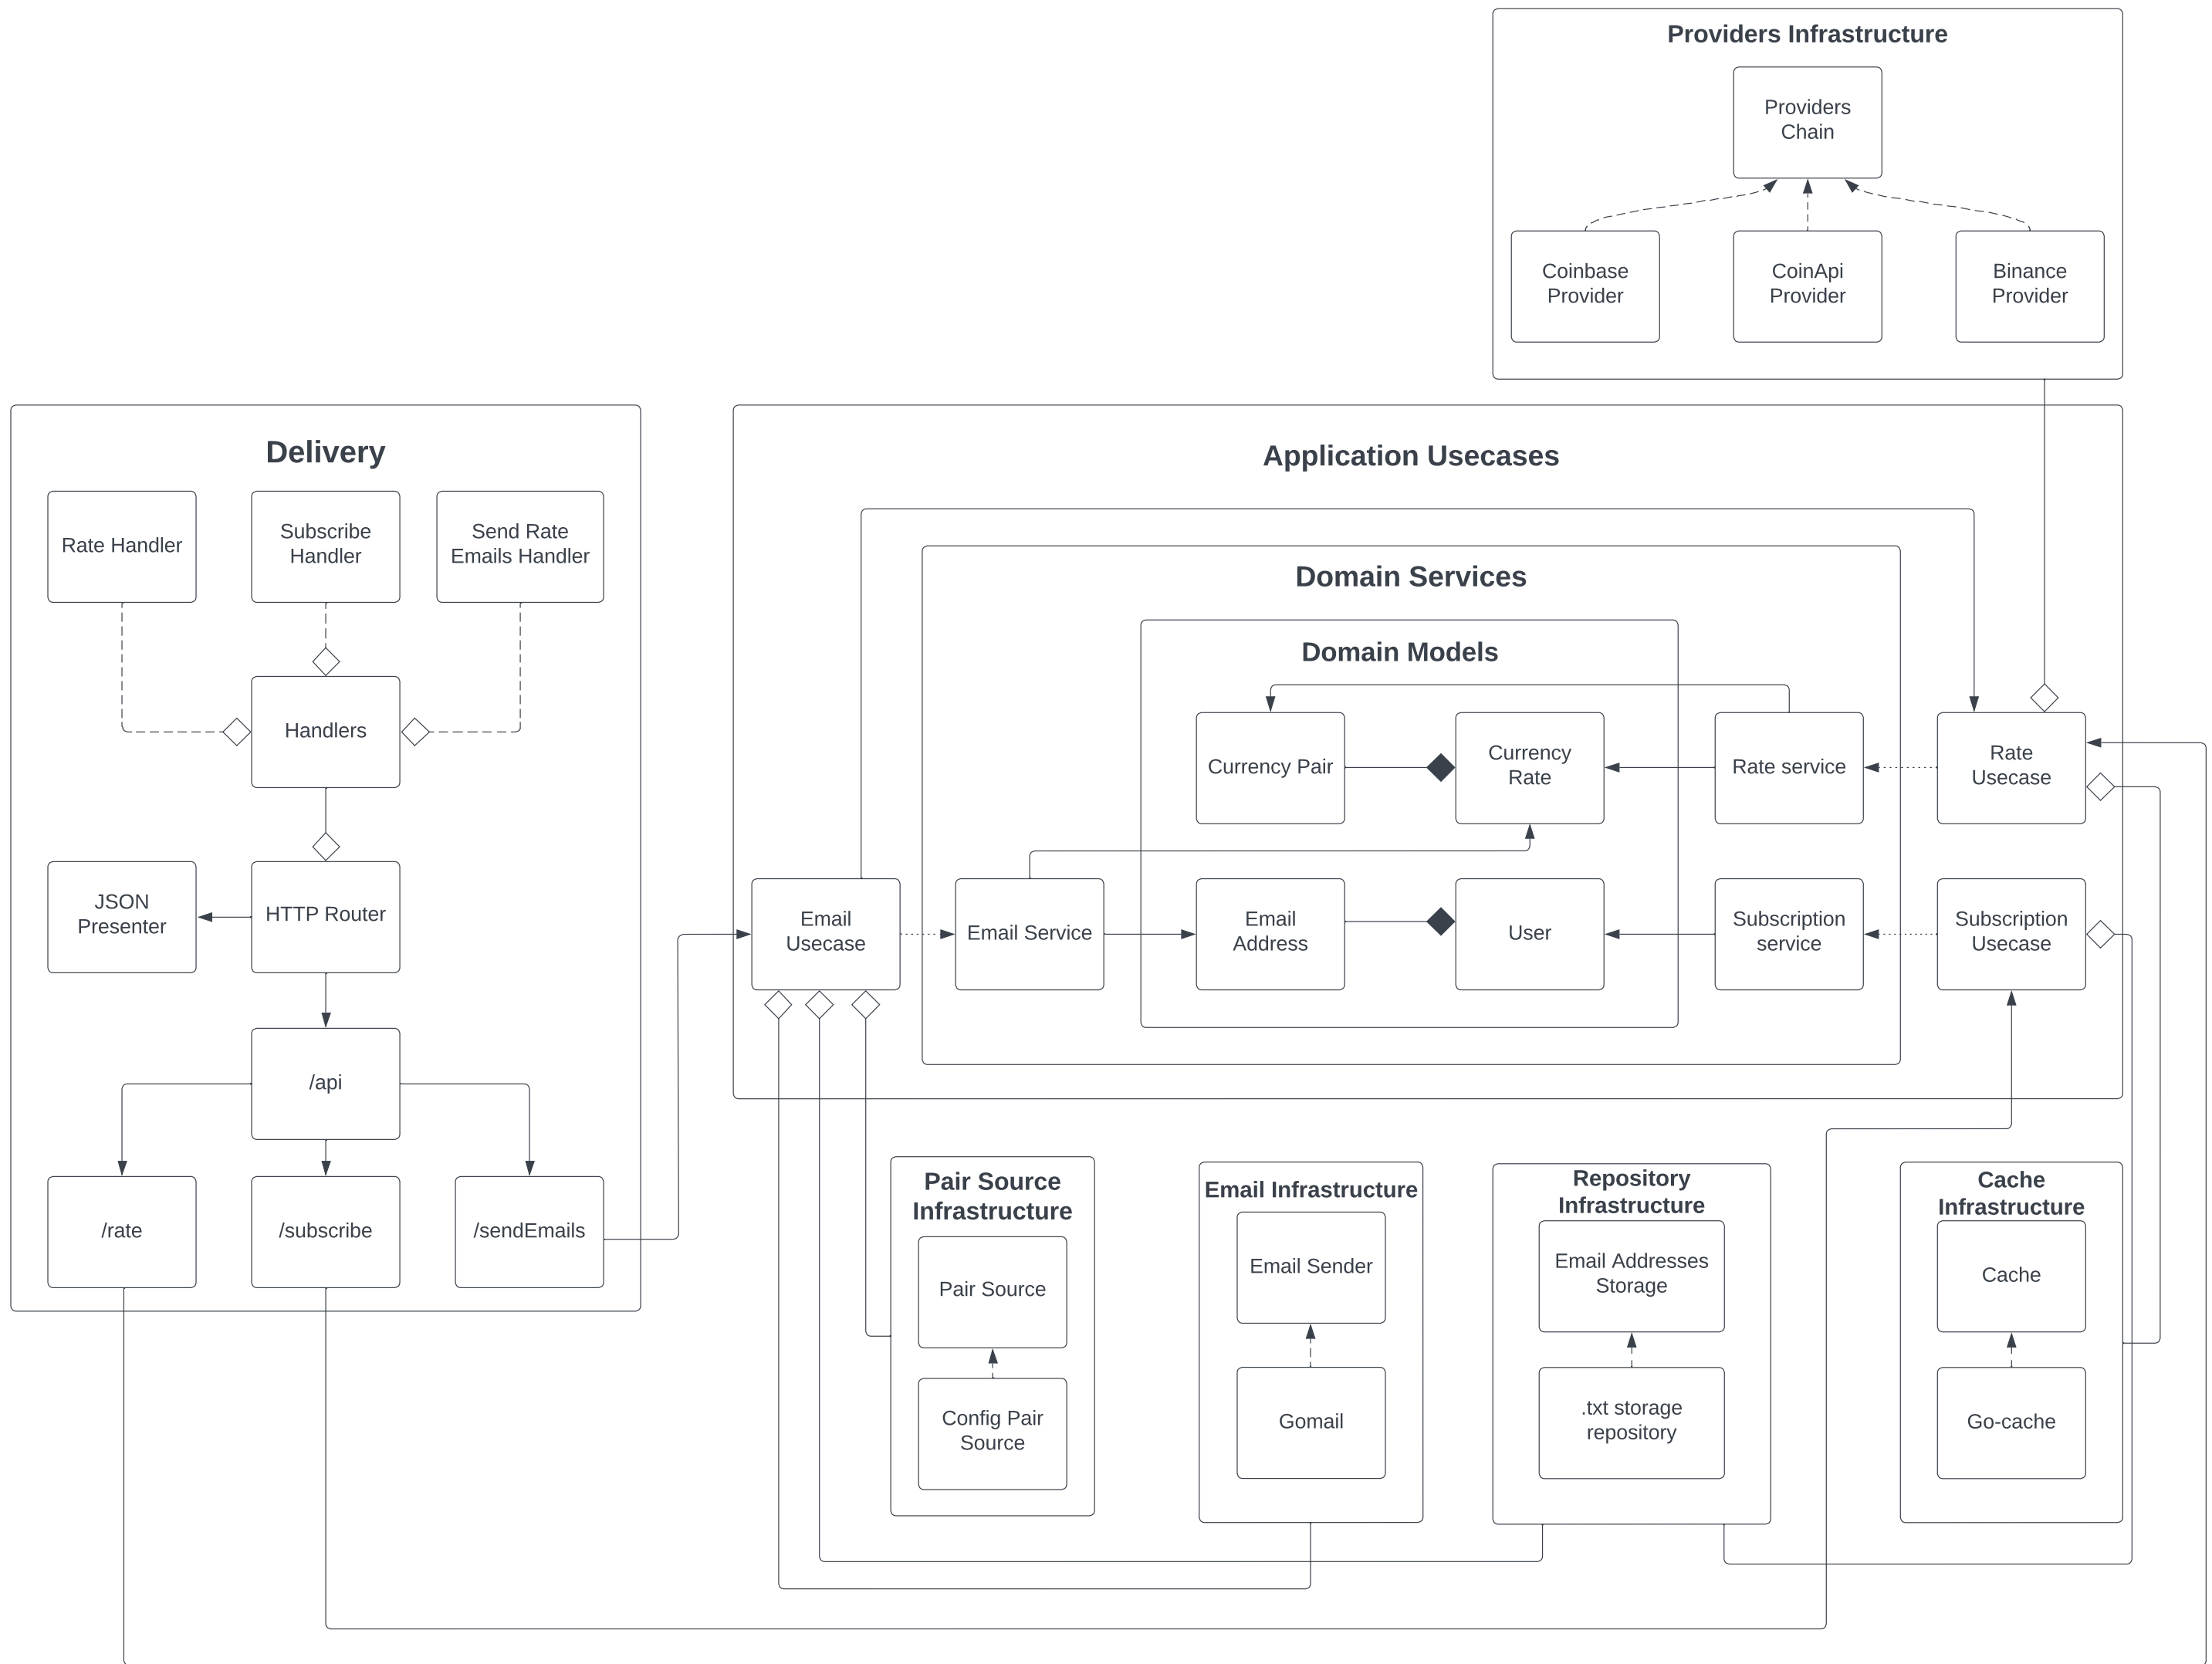 Providers Infrastructure
Providers
Chain
Coinbase
Provider
CoinApi
Provider
Binance
Provider
Delivery
Rate Handler
Subscribe
Handler
Send Rate
Emails Handler
Handlers
JSON
Presenter
HTTP Router
/api
/rate
/subscribe
/sendEmails
Application Usecases
Domain Services
Domain Models
Currency Pair
Currency
Rate
Rate service
Rate
Usecase
Email
Usecase
Email Service
Email
Address
User
Subscription
service
Subscription
Usecase
Pair Source
Infrastructure
Pair Source
Config Pair
Source
Email Infrastructure
Email Sender
Gomail
Repository
Infrastructure
Email Addresses
Storage
.txt storage
repository
Cache
Infrastructure
Cache
Go-cache